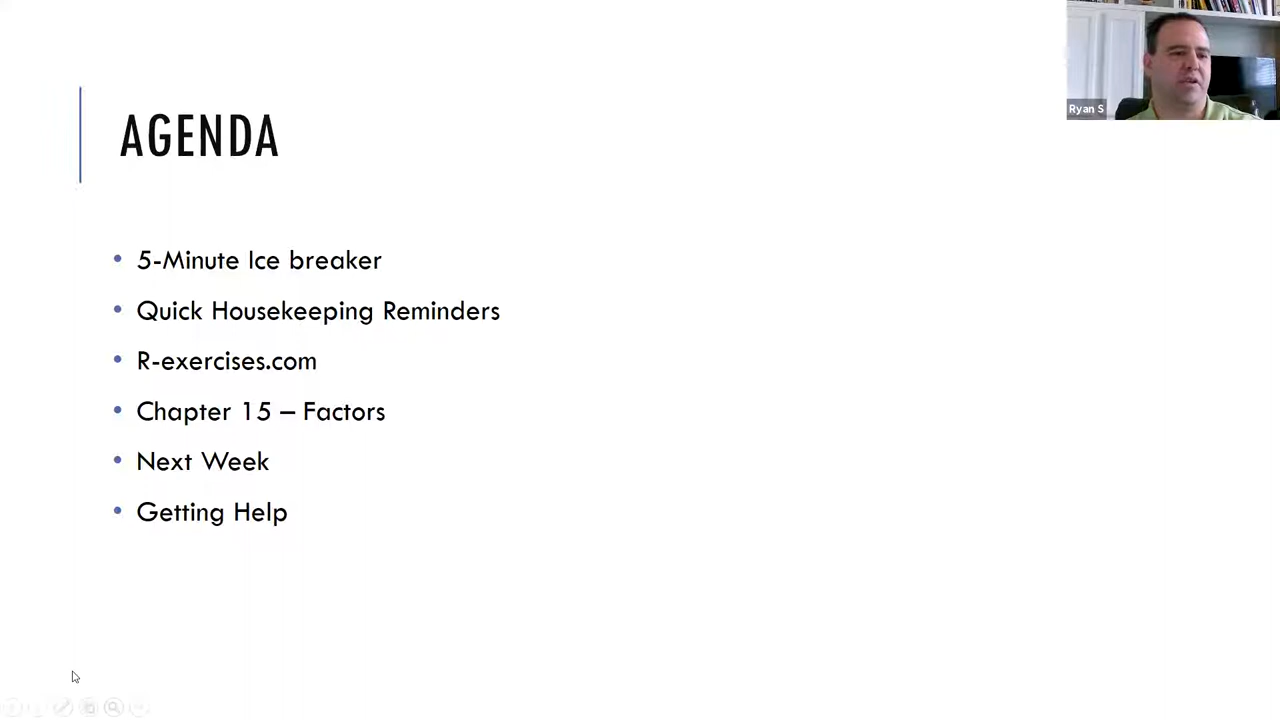 Ryan S
AGENDA
• 5-Minute Ice breaker
• Quick Housekeeping Reminders
• R-exercises.com
• Chapter 15 – Factors
• Next Week
• Getting Help